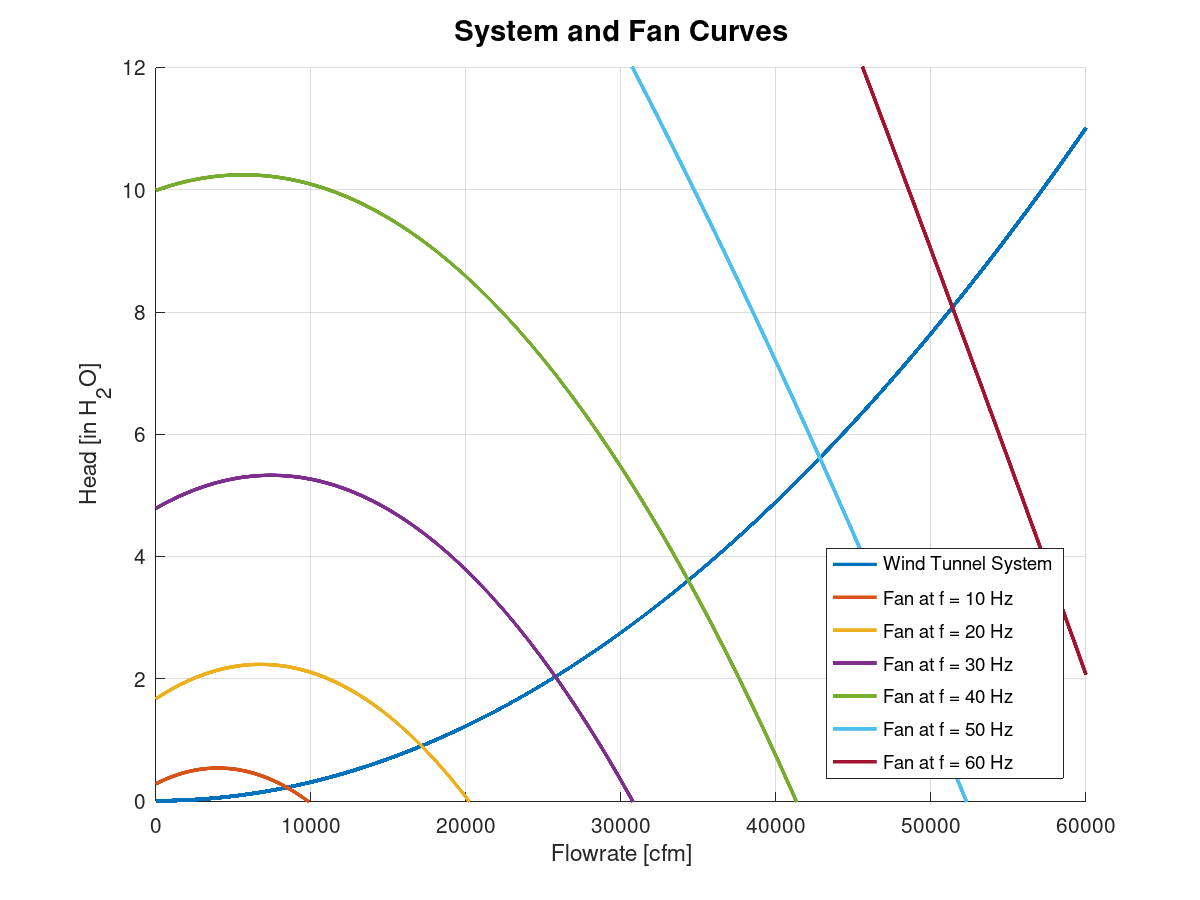 System and Fan Curves
12
10
8
6
4
2
0
Head [in H2O]
0 10000 20000 30000 40000 50000 60000
Flowrate [cfm]
Wind Tunnel System
Fan at f = 10 Hz
Fan at f = 20 Hz
Fan at f = 30 Hz
Fan at f = 40 Hz
Fan at f = 50 Hz
Fan at f = 60 Hz